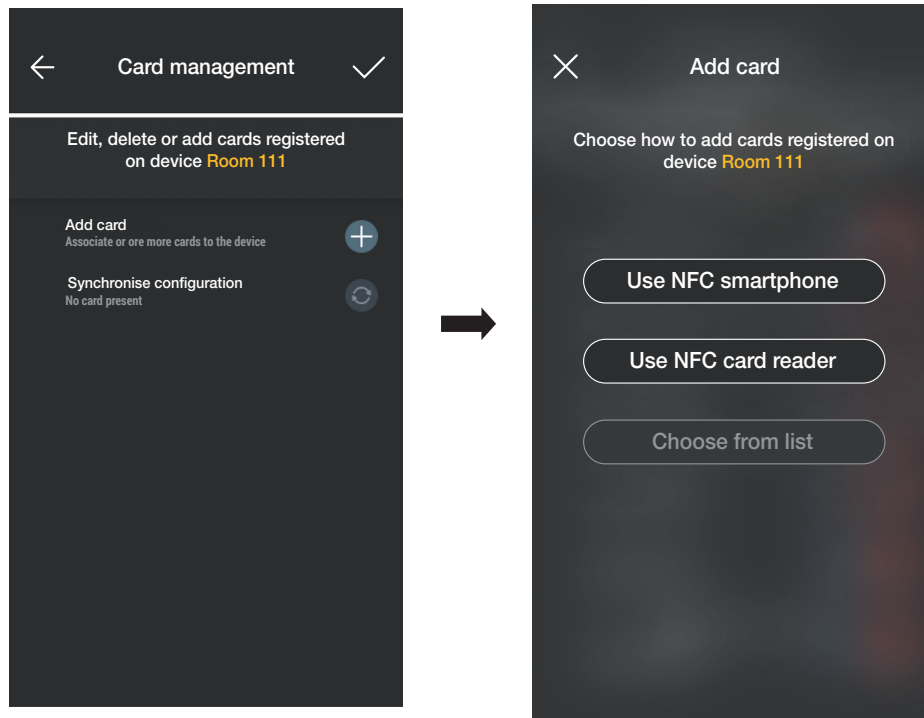 Card management
Edit, delete or add cards registered
on device Room 111
Add card
Associate or ore more cards to the device
Synchronise configuration
No card present
Add card
Choose how to add cards registered on
device Room 111
Use NFC smartphone
Use NFC card reader
Choose from list